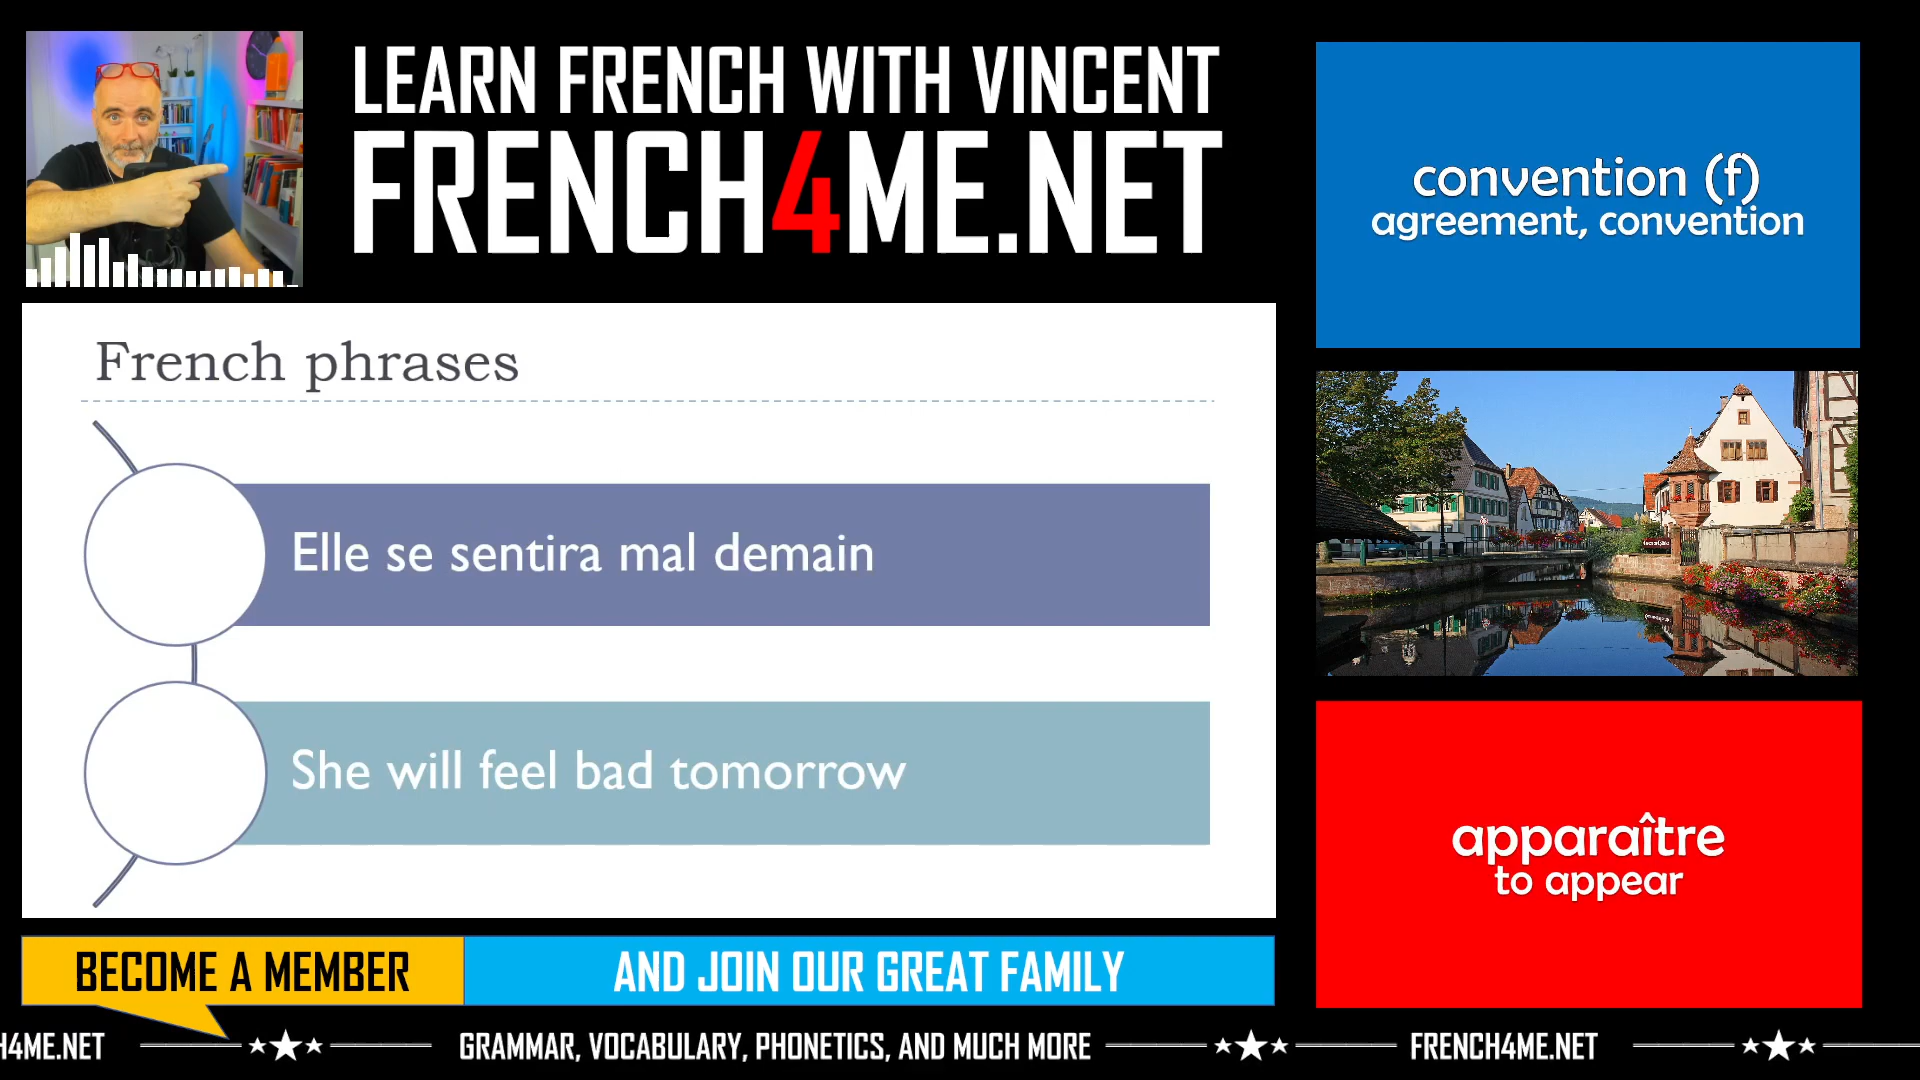 LEARN FRENCH WITH VINCENT
FRENCH4ME.NET
convention (f)
agreement, convention
French phrases
Elle se sentira mal demain
She will feel bad tomorrow
apparaître
to appear
BECOME A MEMBER
AND JOIN OUR GREAT FAMILY
H4ME.NET
GRAMMAR, VOCABULARY, PHONETICS, AND MUCH MORE
FRENCH4ME.NET